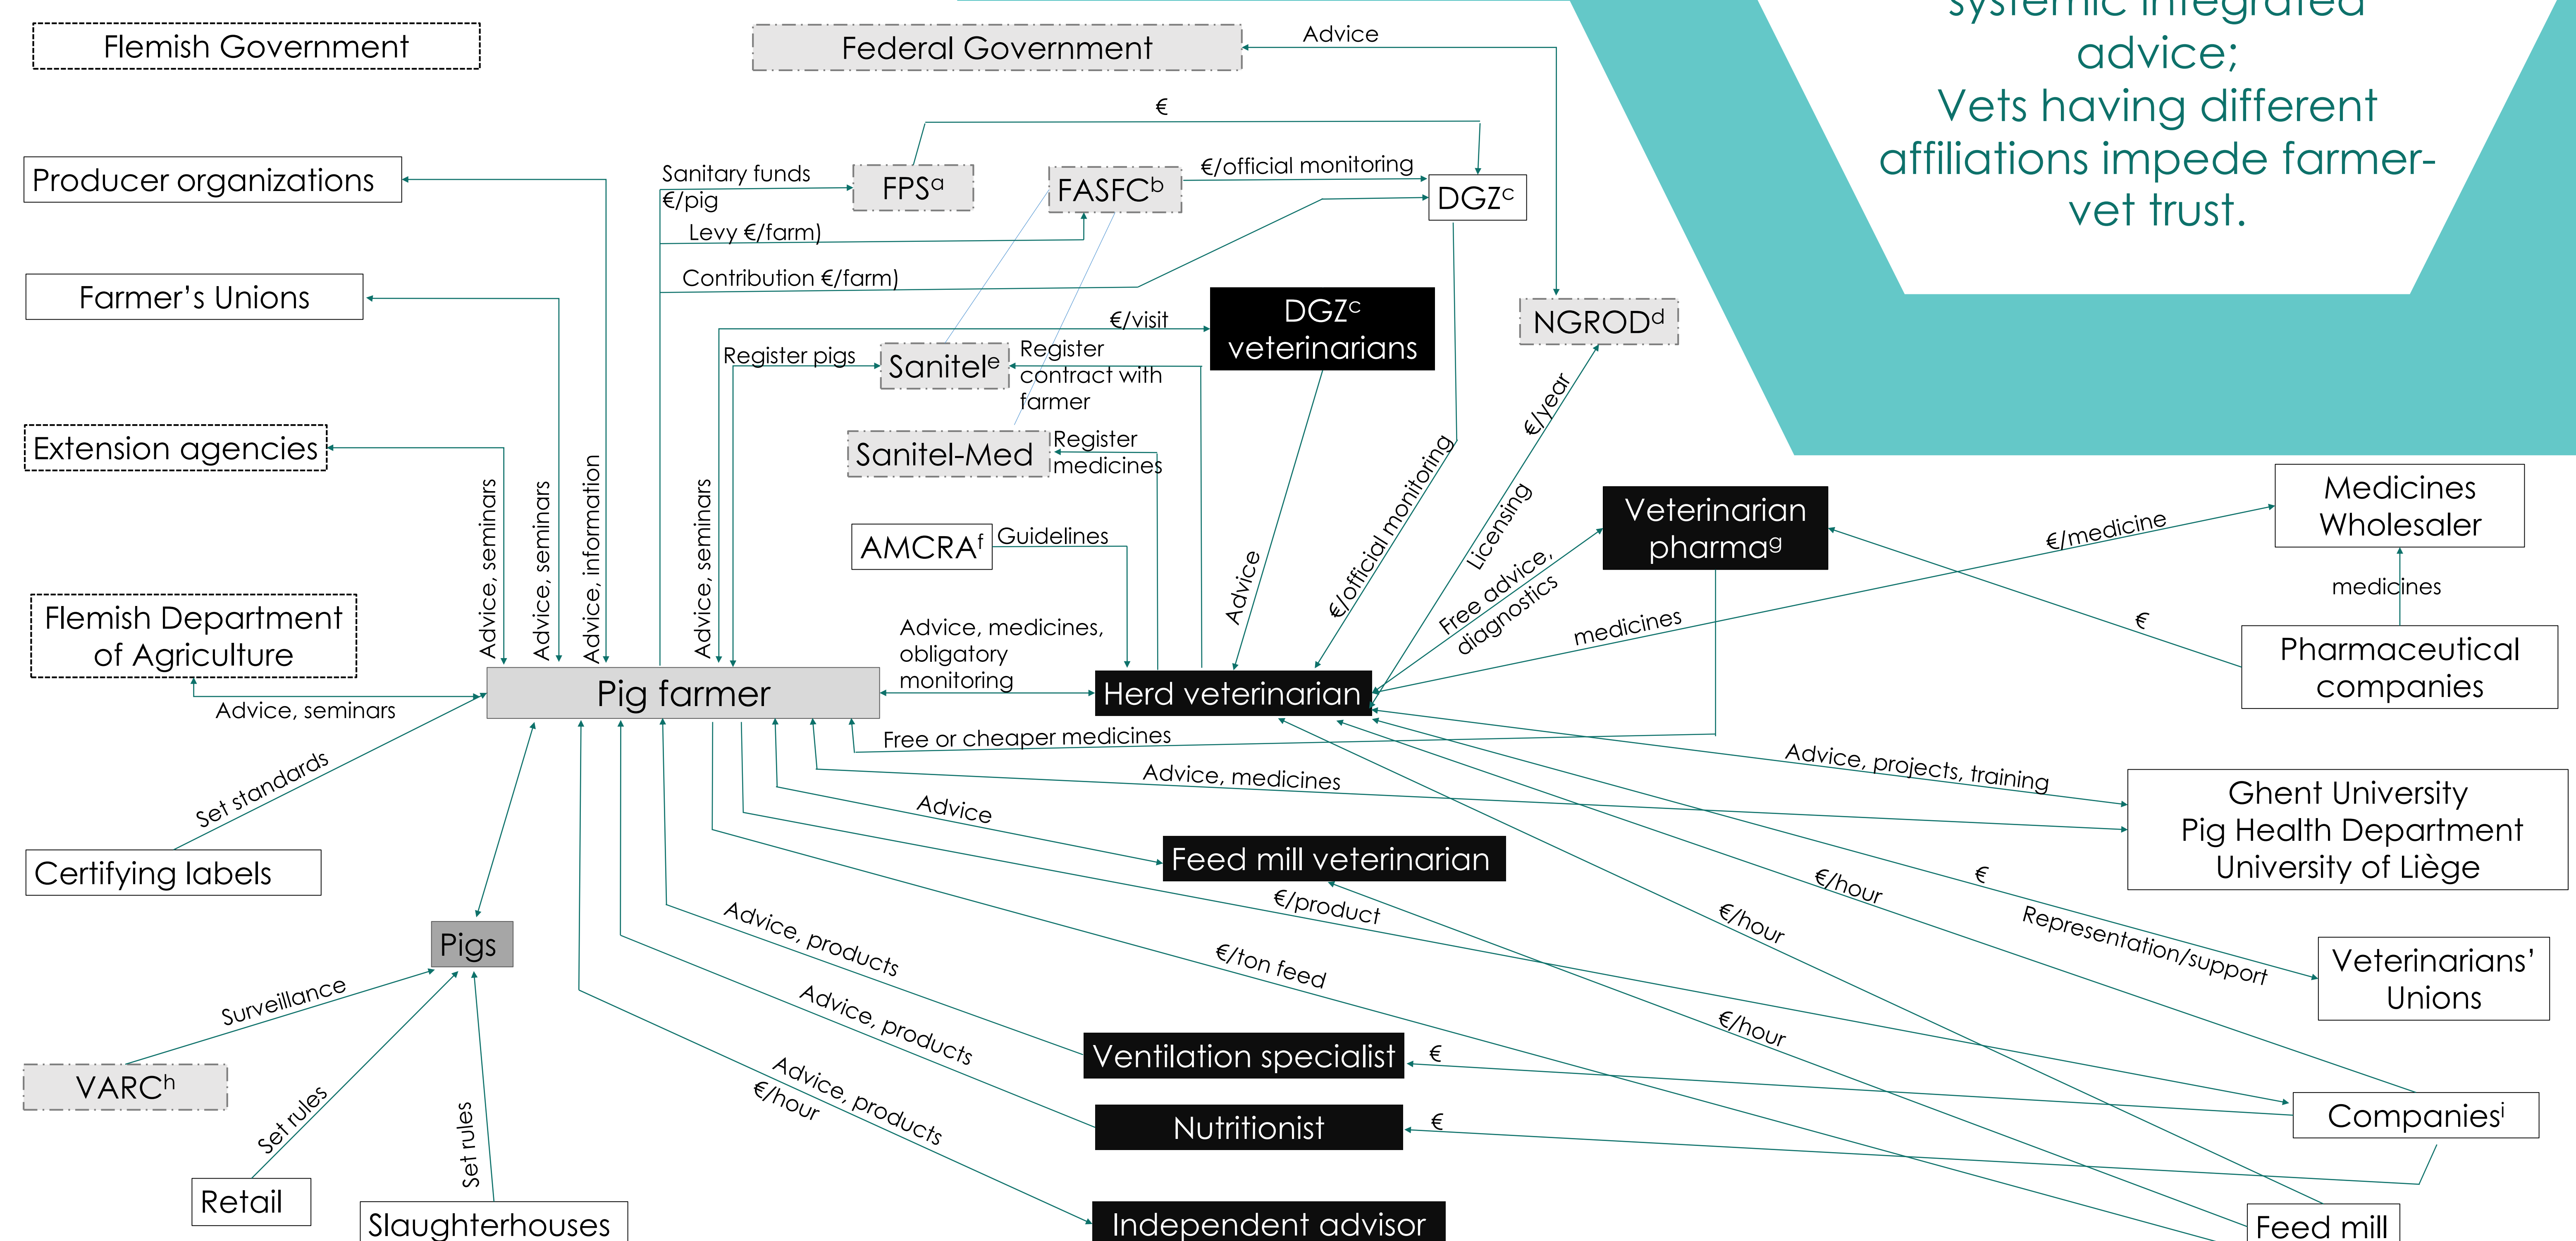 systemic integrated
advice;
Vets having different
affiliations impede farmer-
vet trust.
Flemish Government
Federal Government
Advice
€
Producer organizations
Sanitary funds
€/pig
FPSᵃ
FASFCᵇ
€/official monitoring
DGZᶜ
Levy €/farm)
Contribution €/farm)
Farmer’s Unions
€/visit
DGZᶜ
veterinarians
NGRODᵈ
Register pigs
Sanitelᵉ
Register
contract with
farmer
Extension agencies
Sanitel-Med
Register
medicines
€/year
Licensing
Advice, seminars
Advice, seminars
Advice, information
Advice, seminars
AMCRAᶠ
Guidelines
Advice
€/official monitoring
Free advice,
diagnostics
Veterinarian
pharmaᵍ
Medicines
Wholesaler
€/medicine
medicines
medicines
€
Pharmaceutical
companies
Flemish Department
of Agriculture
Advice, seminars
Advice, medicines,
obligatory
monitoring
Pig farmer
Herd veterinarian
Free or cheaper medicines
Advice, medicines
Advice, projects, training
Ghent University
Pig Health Department
University of Liège
Set standards
Certifying labels
Advice
Feed mill veterinarian
€/product
€/hour
€
Representation/support
Veterinarians’
Unions
€/hour
Pigs
Advice, products
€/ton feed
Surveillance
Advice, products
€/hour
VARCʰ
Ventilation specialist
€
Advice, products
€/hour
Nutritionist
€
Companiesⁱ
Set rules
Set rules
Retail
Slaughterhouses
Independent advisor
Feed mill